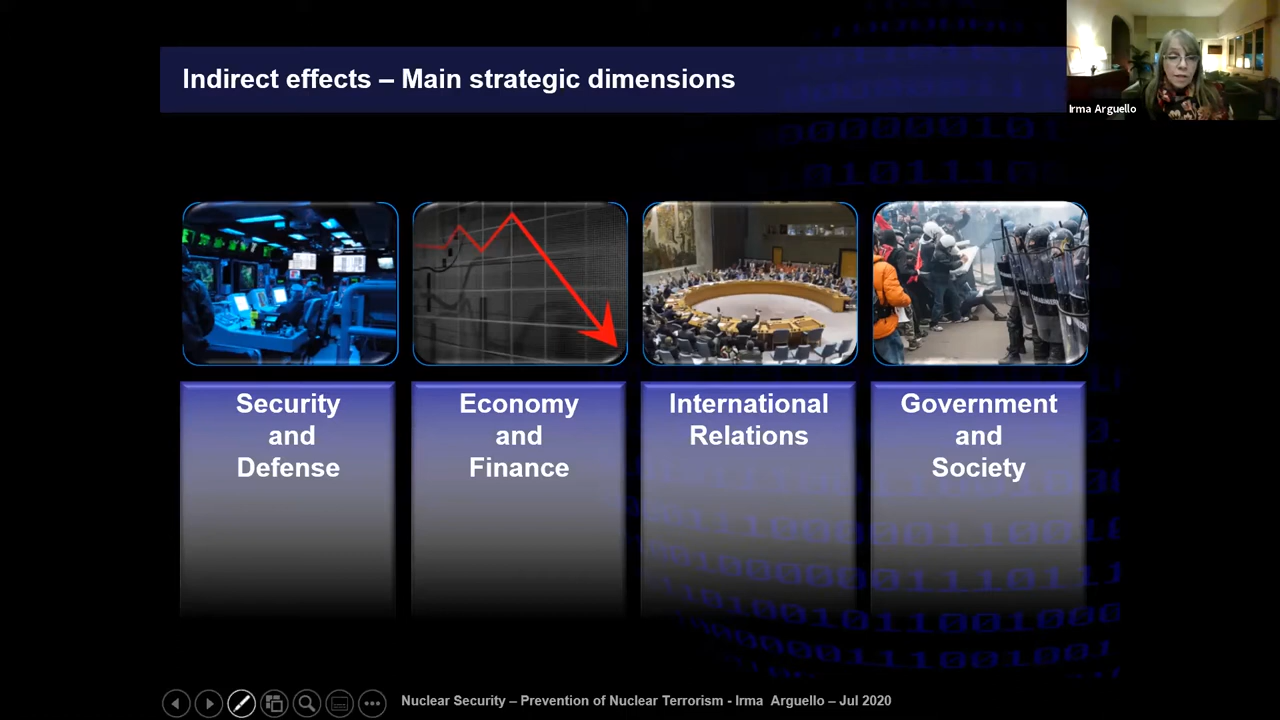 Indirect effects – Main strategic dimensions
Irma Arguello
Security
and
Defense
Economy
and
Finance
International
Relations
Government
and
Society
Nuclear Security – Prevention of Nuclear Terrorism - Irma Arguello – Jul 2020